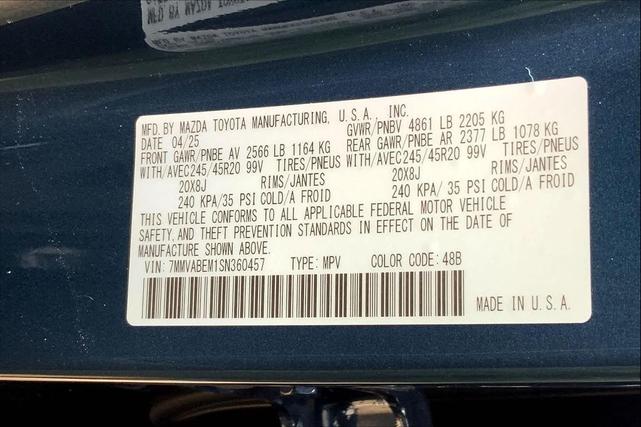 MFD. BY MAZDA TOYOTA MANUFACTURING, U.S.A., INC.
DATE 04/25 GVWR/PNBV 4861 LB 2205 KG
FRONT GAWR/PNBE AV 2566 LB 1164 KG REAR GAWR/PNBE AR 2377 LB 1078 KG
WITH/AVEC245/45R20 99V TIRES/PNEUS WITH/AVEC245/45R20 99V TIRES/PNEUS
20X8J RIMS/JANTES 20X8J RIMS/JANTES
240 KPA/35 PSI COLD/A FROID 240 KPA/ 35 PSI COLD/A FROID
THIS VEHICLE CONFORMS TO ALL APPLICABLE FEDERAL MOTOR VEHICLE
SAFETY, AND THEFT PREVENTION STANDARDS IN EFFECT ON THE DATE OF
MANUFACTURE SHOWN ABOVE.
VIN: 7MMVABEM1SN360457 TYPE: MPV COLOR CODE: 48B
MADE IN U.S.A.